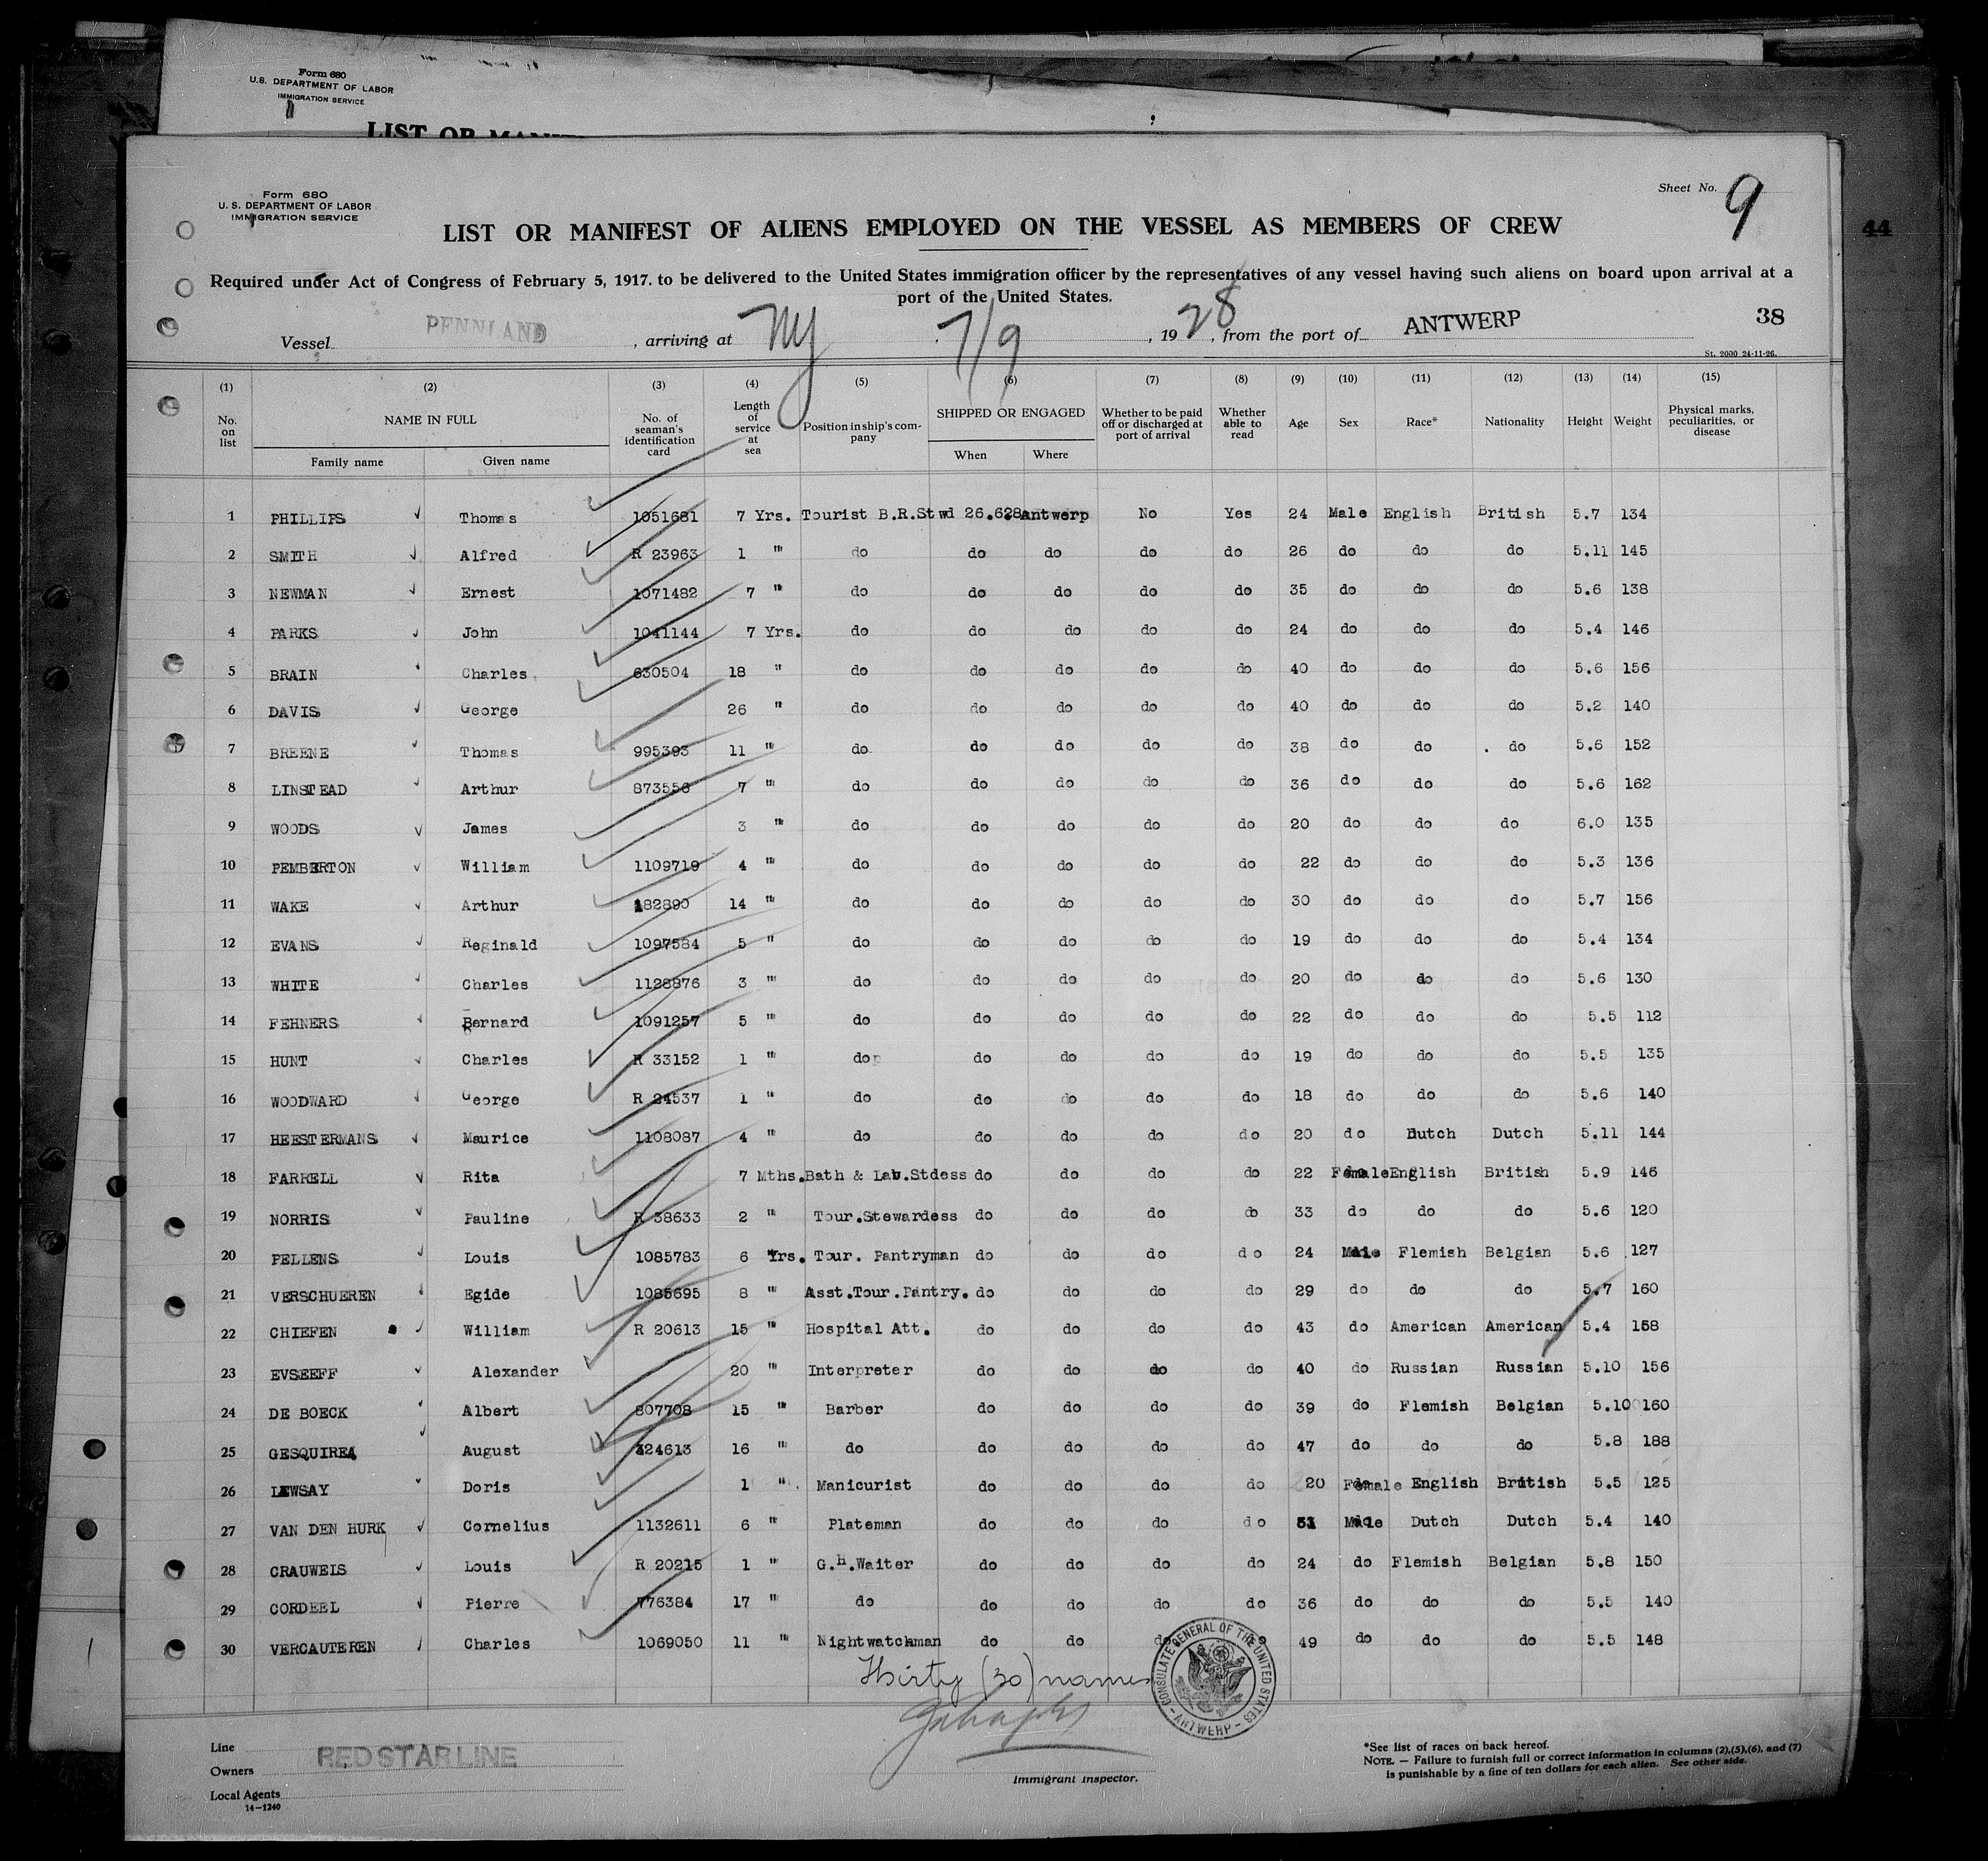 Form 680
U.S. DEPARTMENT OF LABOR
IMMIGRATION SERVICE
LIST OR
Form 680
U. S. DEPARTMENT OF LABOR
IMMIGRATION SERVICE
Sheet No. 9
LIST OR MANIFEST OF ALIENS EMPLOYED ON THE VESSEL AS MEMBERS OF CREW
44
Required under Act of Congress of February 5, 1917. to be delivered to the United States immigration officer by the representatives of any vessel having such aliens on board upon arrival at a
port of the United States.
38
Vessel PENNLAND , arriving at NY 7/9 , 1928 , from the port of ANTWERP
St. 2000 24-11-26.
(1) (2) (3) (4) (5) (6) (7) (8) (9) (10) (11) (12) (13) (14) (15)
No. on list NAME IN FULL No. of seaman's identification card Length of service at sea Position in ship's company SHIPPED OR ENGAGED Whether to be paid off or discharged at port of arrival Whether able to read Age Sex Race* Nationality Height Weight Physical marks, peculiarities, or disease
Family name Given name When Where
1 PHILLIPS Thomas 1051681 7 Yrs. Tourist B.R.Stwd 26.6.28 Antwerp No Yes 24 Male English British 5.7 134
2 SMITH Alfred R 23963 1 " do do do do do 26 do do do 5.11 145
3 NEWMAN Ernest 1071482 7 " do do do do do 35 do do do 5.6 138
4 PARKS John 1041144 7 Yrs. do do do do do 24 do do do 5.4 146
5 BRAIN Charles 630504 18 " do do do do do 40 do do do 5.6 156
6 DAVIS George 26 " do do do do do 40 do do do 5.2 140
7 BREENE Thomas 995393 11 " do do do do do 38 do do do 5.6 152
8 LINSTEAD Arthur 873556 7 " do do do do do 36 do do do 5.6 162
9 WOODS James 3 " do do do do do 20 do do do 6.0 135
10 PEMBERTON William 1109719 4 " do do do do do 22 do do do 5.3 136
11 WAKE Arthur 182890 14 " do do do do do 30 do do do 5.7 156
12 EVANS Reginald 1097584 5 " do do do do do 19 do do do 5.4 134
13 WHITE Charles 1128876 3 " do do do do do 20 do do do 5.6 130
14 FEHNERS Bernard 1091257 5 " do do do do do 22 do do do 5.5 112
15 HUNT Charles R 33152 1 " do do do do do 19 do do do 5.5 135
16 WOODWARD George R 24537 1 " do do do do do 18 do do do 5.6 140
17 HEESTERMANS Maurice 1108087 4 " do do do do do 20 do Dutch Dutch 5.11 144
18 FARRELL Rita 7 Mths. Bath & Lav.Stdess do do do do 22 Female English British 5.9 146
19 NORRIS Pauline R 38633 2 " Tour.Stewardess do do do do 33 do do do 5.6 120
20 PELLENS Louis 1085783 6 Yrs. Tour. Pantryman do do do do 24 Male Flemish Belgian 5.6 127
21 VERSCHUEREN Egide 1085695 8 " Asst.Tour.Pantry. do do do do 29 do do do 5.7 160
22 CHIEFEN William R 20613 15 " Hospital Att. do do do do 43 do American American 5.4 158
23 EVSEEFF Alexander 20 " Interpreter do do do do 40 do Russian Russian 5.10 156
24 DE BOECK Albert 807708 15 " Barber do do do do 39 do Flemish Belgian 5.10 160
25 GESQUIREA August 324613 16 " do do do do do 47 do do do 5.8 188
26 LEWSAY Doris 1 " Manicurist do do do do 20 Female English British 5.5 125
27 VAN DEN HURK Cornelius 1132611 6 " Plateman do do do do 51 Male Dutch Dutch 5.4 140
28 CRAUWELS Louis R 20215 1 " G.H.Waiter do do do do 24 do Flemish Belgian 5.8 150
29 CORDEEL Pierre 776384 17 " do do do do do 36 do do do 5.5 140
30 VERCAUTEREN Charles 1069050 11 " Nightwatchman do do do do 49 do do do 5.5 148
Thirty (30) names
CONSULATE GENERAL OF THE UNITED STATES - ANTWERP -
Line
Owners RED STAR LINE
Local Agents
14—1240
Immigrant Inspector.
*See list of races on back hereof.
NOTE. — Failure to furnish full or correct information in columns (2),(5),(6), and (7)
is punishable by a fine of ten dollars for each alien. See other side.